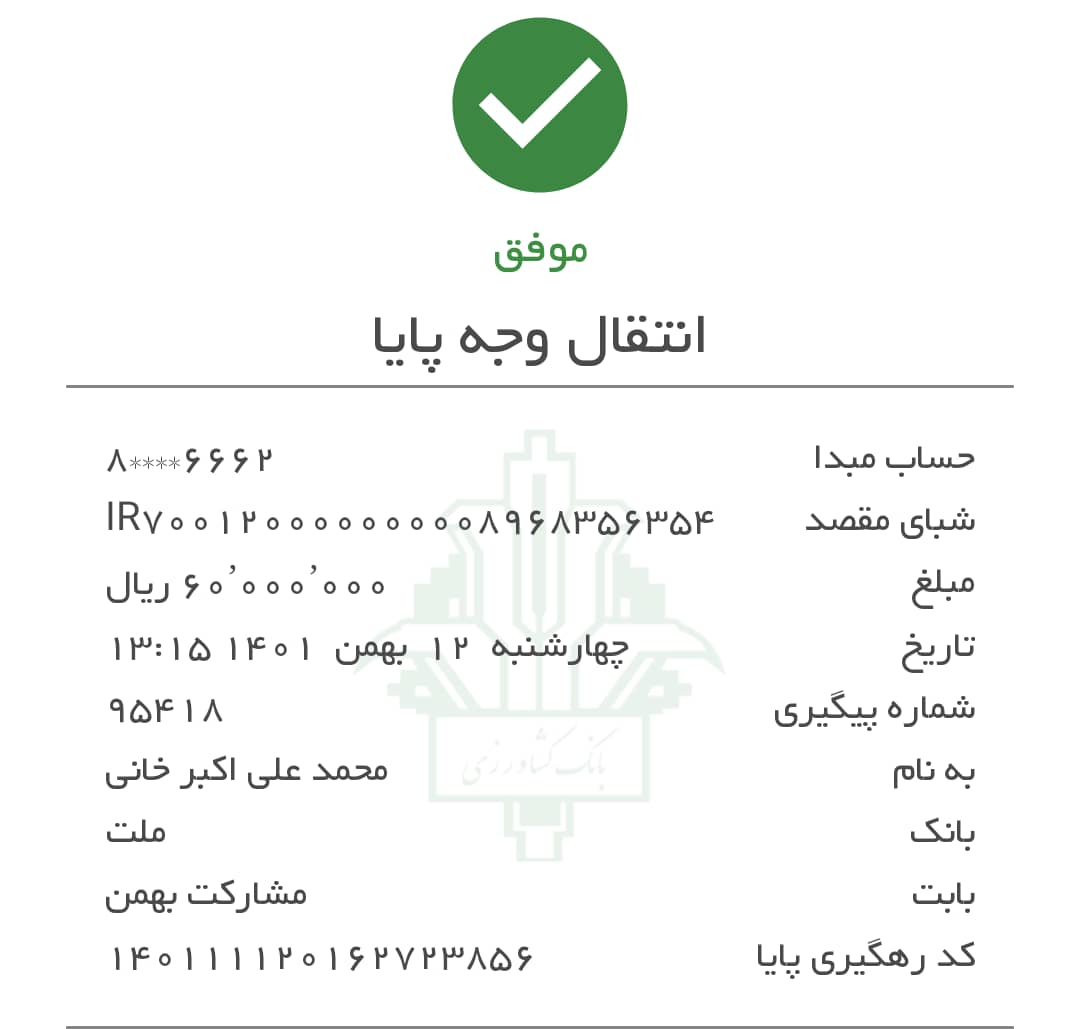 موفق
انتقال وجه پایا
حساب مبدا ۸****۶۶۶۲
شبای مقصد IR۷۰۰۱۲۰۰۰۰۰۰۰۰۰۸۹۶۸۳۵۶۳۵۴
مبلغ ۶۰٬۰۰۰٬۰۰۰ ریال
تاریخ چهارشنبه ۱۲ بهمن ۱۴۰۱ ۱۳:۱۵
شماره پیگیری ۹۵۴۱۸
به نام محمد علی اکبر خانی
بانک ملت
بانک کشاورزی
بابت مشارکت بهمن
کد رهگیری پایا ۱۴۰۱۱۱۱۲۰۱۶۲۷۲۳۸۵۶